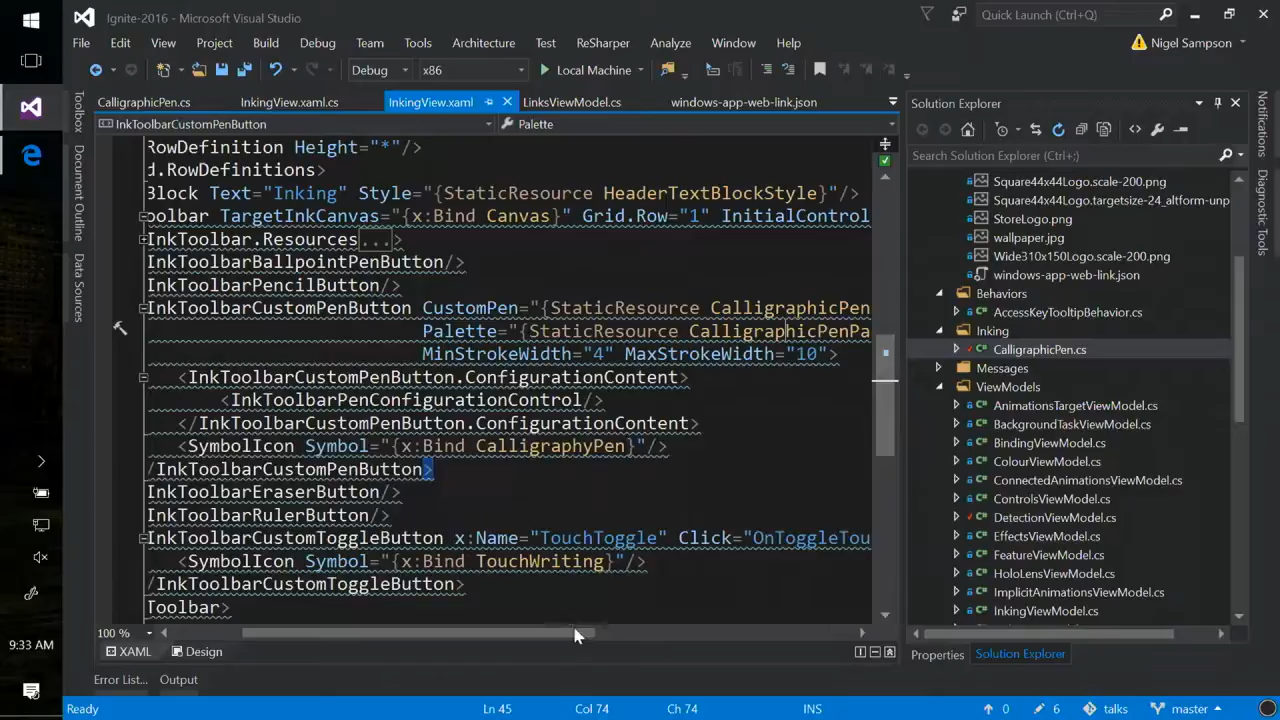 Ignite-2016 - Microsoft Visual Studio
Quick Launch (Ctrl+Q)
File Edit View Project Build Debug Team Tools Architecture Test ReSharper Analyze Window Help
Nigel Sampson
Debug x86 Local Machine
CalligraphicPen.cs InkingView.xaml.cs InkingView.xaml LinksViewModel.cs windows-app-web-link.json
InkToolbarCustomPenButton Palette
RowDefinition Height="*"/>
d.RowDefinitions>
Block Text="Inking" Style="{StaticResource HeaderTextBlockStyle}"/>
oolbar TargetInkCanvas="{x:Bind Canvas}" Grid.Row="1" InitialControl
InkToolbar.Resources...>
InkToolbarBallpointPenButton/>
InkToolbarPencilButton/>
InkToolbarCustomPenButton CustomPen="{StaticResource CalligraphicPen
Palette="{StaticResource CalligraphicPenPa
MinStrokeWidth="4" MaxStrokeWidth="10">
<InkToolbarCustomPenButton.ConfigurationContent>
<InkToolbarPenConfigurationControl/>
</InkToolbarCustomPenButton.ConfigurationContent>
<SymbolIcon Symbol="{x:Bind CalligraphyPen}"/>
/InkToolbarCustomPenButton>
InkToolbarEraserButton/>
InkToolbarRulerButton/>
InkToolbarCustomToggleButton x:Name="TouchToggle" Click="OnToggleTou
<SymbolIcon Symbol="{x:Bind TouchWriting}"/>
/InkToolbarCustomToggleButton>
Toolbar>
100 %
XAML Design
Error List... Output
Toolbox
Document Outline
Data Sources
Solution Explorer
Search Solution Explorer (Ctrl+;)
Square44x44Logo.scale-200.png
Square44x44Logo.targetsize-24_altform-unp
StoreLogo.png
wallpaper.jpg
Wide310x150Logo.scale-200.png
windows-app-web-link.json
Behaviors
AccessKeyTooltipBehavior.cs
Inking
CalligraphicPen.cs
Messages
ViewModels
AnimationsTargetViewModel.cs
BackgroundTaskViewModel.cs
BindingViewModel.cs
ColourViewModel.cs
ConnectedAnimationsViewModel.cs
ControlsViewModel.cs
DetectionViewModel.cs
EffectsViewModel.cs
FeatureViewModel.cs
HoloLensViewModel.cs
ImplicitAnimationsViewModel.cs
InkingViewModel.cs
Properties Solution Explorer
Notifications
Diagnostic Tools
9:33 AM
Ready Ln 45 Col 74 Ch 74 INS 0 6 talks master